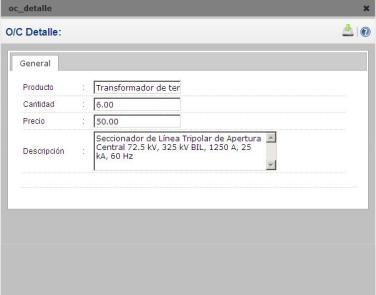 oc_detalle
O/C Detalle:
General
Producto : Transformador de ter
Cantidad : 6.00
Precio : 50.00
Descripción : Seccionador de Línea Tripolar de Apertura
Central 72.5 kV, 325 kV BIL, 1250 A, 25
kA, 60 Hz